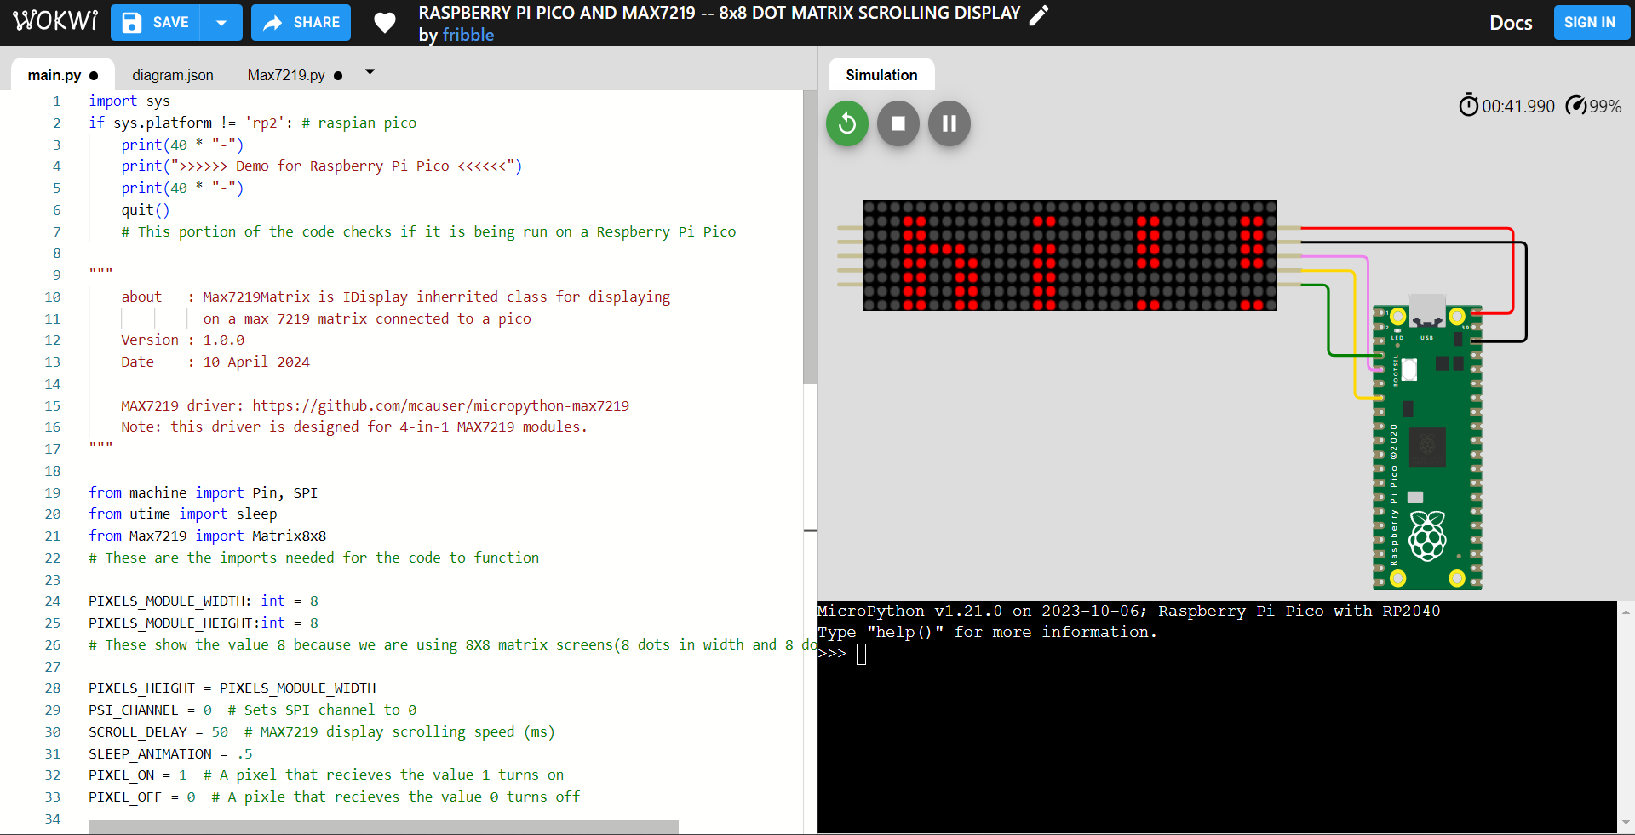 WOKWI SAVE SHARE RASPBERRY PI PICO AND MAX7219 -- 8x8 DOT MATRIX SCROLLING DISPLAY
by fribble
Docs SIGN IN
main.py ● diagram.json Max7219.py ●
Simulation
00:41.990 99%
1 import sys
2 if sys.platform != 'rp2': # raspian pico
3 print(40 * "-")
4 print(">>>>>> Demo for Raspberry Pi Pico <<<<<<")
5 print(40 * "-")
6 quit()
7 # This portion of the code checks if it is being run on a Respberry Pi Pico
8
9 """
10 about : Max7219Matrix is IDisplay inherrited class for displaying
11 on a max 7219 matrix connected to a pico
12 Version : 1.0.0
13 Date : 10 April 2024
14
15 MAX7219 driver: https://github.com/mcauser/micropython-max7219
16 Note: this driver is designed for 4-in-1 MAX7219 modules.
17 """
18
19 from machine import Pin, SPI
20 from utime import sleep
21 from Max7219 import Matrix8x8
22 # These are the imports needed for the code to function
23
24 PIXELS_MODULE_WIDTH: int = 8
25 PIXELS_MODULE_HEIGHT:int = 8
26 # These show the value 8 because we are using 8X8 matrix screens(8 dots in width and 8 do
27
28 PIXELS_HEIGHT = PIXELS_MODULE_WIDTH
29 PSI_CHANNEL = 0 # Sets SPI channel to 0
30 SCROLL_DELAY = 50 # MAX7219 display scrolling speed (ms)
31 SLEEP_ANIMATION = .5
32 PIXEL_ON = 1 # A pixel that recieves the value 1 turns on
33 PIXEL_OFF = 0 # A pixle that recieves the value 0 turns off
34
LED USB
BOOTSEL
Raspberry Pi Pico ©2020
MicroPython v1.21.0 on 2023-10-06; Raspberry Pi Pico with RP2040
Type "help()" for more information.
>>>